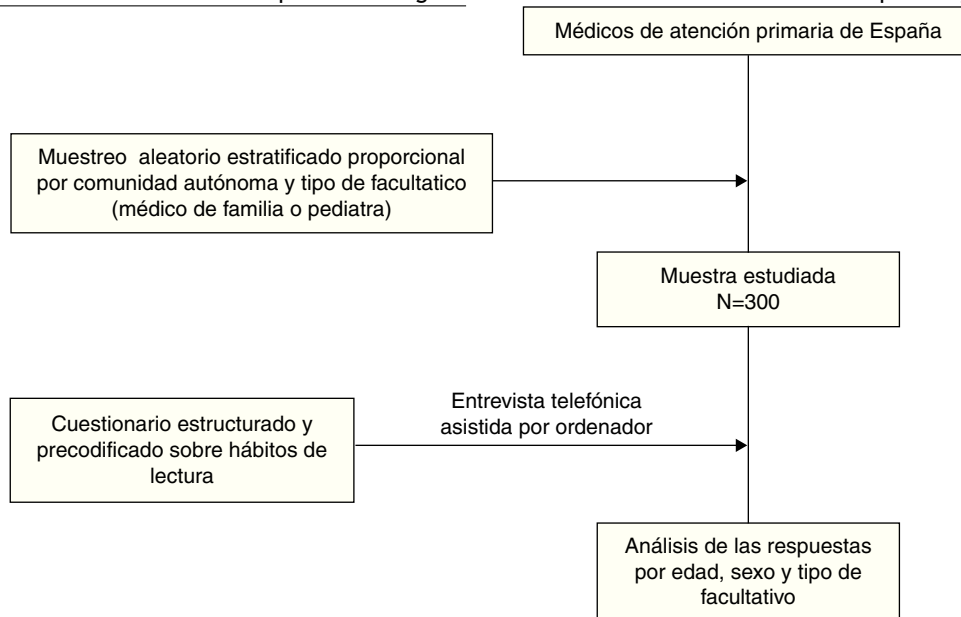 Médicos de atención primaria de España
Muestreo aleatorio estratificado proporcional
por comunidad autónoma y tipo de facultatico
(médico de familia o pediatra)
Muestra estudiada
N=300
Entrevista telefónica
asistida por ordenador
Cuestionario estructurado y
precodificado sobre hábitos de
lectura
Análisis de las respuestas
por edad, sexo y tipo de
facultativo